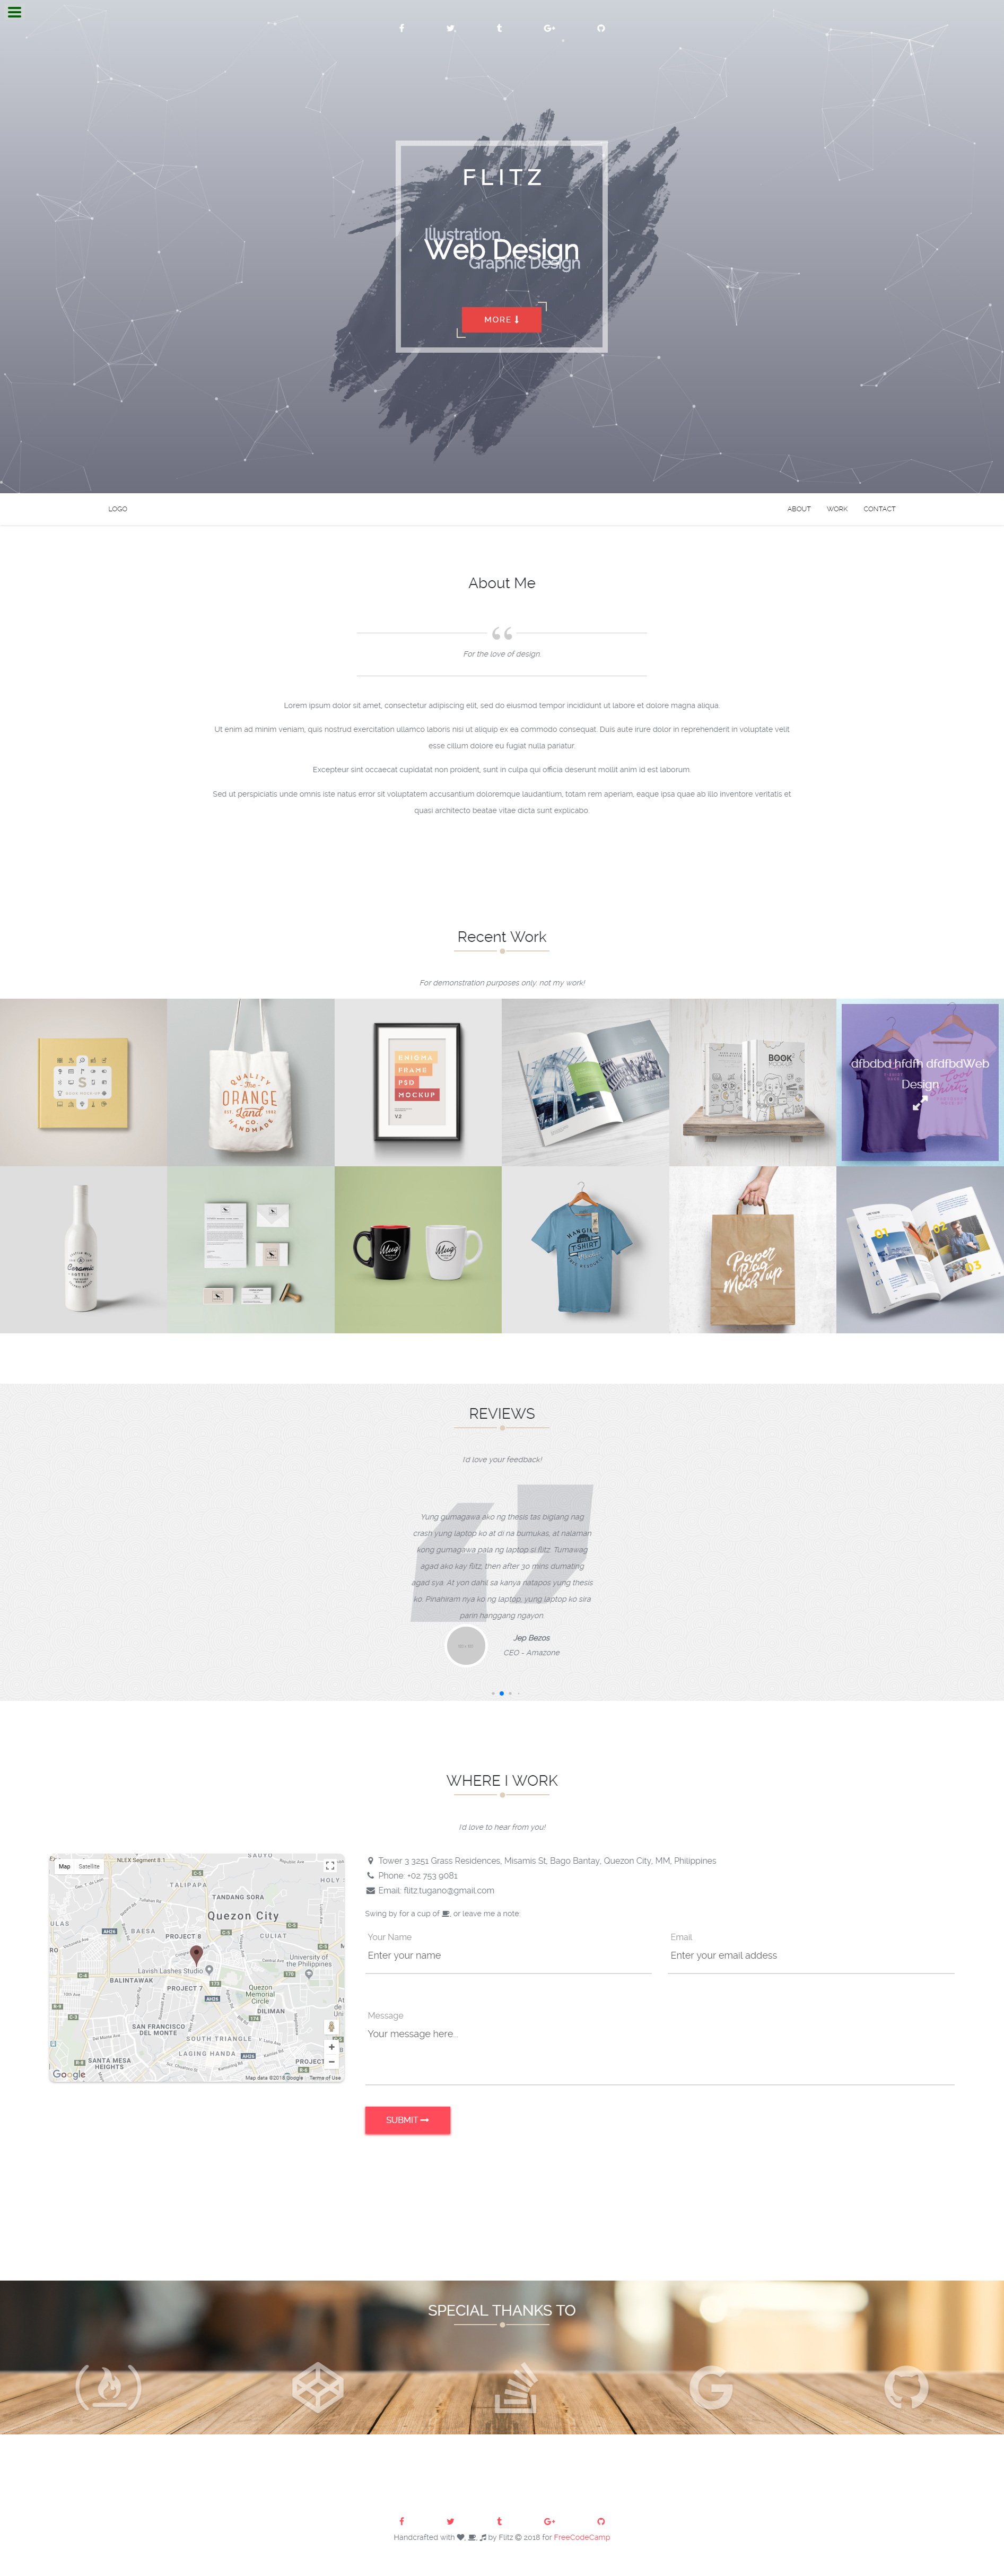 FLITZ
Illustration
Web Design
Graphic Design
MORE
LOGO
ABOUT WORK CONTACT
About Me
For the love of design.
Lorem ipsum dolor sit amet, consectetur adipiscing elit, sed do eiusmod tempor incididunt ut labore et dolore magna aliqua.
Ut enim ad minim veniam, quis nostrud exercitation ullamco laboris nisi ut aliquip ex ea commodo consequat. Duis aute irure dolor in reprehenderit in voluptate velit
esse cillum dolore eu fugiat nulla pariatur.
Excepteur sint occaecat cupidatat non proident, sunt in culpa qui officia deserunt mollit anim id est laborum.
Sed ut perspiciatis unde omnis iste natus error sit voluptatem accusantium doloremque laudantium, totam rem aperiam, eaque ipsa quae ab illo inventore veritatis et
quasi architecto beatae vitae dicta sunt explicabo.
Recent Work
For demonstration purposes only. not my work!
QUALITY
The
ORANGE
EST. Land 1982
CO.
HANDMADE
ENIGMA
FRAME
PSD
MOCKUP
V2
BOOK
dfbdbd hfdfh dfdfbdWeb
Design
Ceramic
BOTTLE
Mug
Mug
HANGING
T-SHIRT
Paper
Bag
Mockup
01
02
03
REVIEWS
I'd love your feedback!
Yung gumagawa ako ng thesis tas biglang nag
crash yung laptop ko at di na bumukas, at nalaman
kong gumagawa pala ng laptop si flitz. Tumawag
agad ako kay flitz, then after 30 mins dumating
agad sya. At yon dahil sa kanya natapos yung thesis
ko. Pinahiram nya ko ng laptop, yung laptop ko sira
parin hanggang ngayon.
Jep Bezos
CEO - Amazone
WHERE I WORK
I'd love to hear from you!
Map Satellite
NLEX Segment 8.1
SAUYO
HOLY
TALIPAPA
TANDANG SORA
Quezon City
ULAS
BAESA
CULIAT
PROJECT 8
University of
the Philippines
Lavish Lashes Studio
BALINTAWAK
PROJECT 7
Quezon
Memorial
Circle
DILIMAN
SAN FRANCISCO
DEL MONTE
SOUTH TRIANGLE
LAGING HANDA
SANTA MESA
HEIGHTS
PROJECT
Google
Map data ©2018 Google Terms of Use
Tower 3 3251 Grass Residences, Misamis St, Bago Bantay, Quezon City, MM, Philippines
Phone: +02 753 9081
Email: flitz.tugano@gmail.com
Swing by for a cup of , or leave me a note:
Your Name
Enter your name
Email
Enter your email addess
Message
Your message here...
SUBMIT
SPECIAL THANKS TO
Handcrafted with , , by Flitz © 2018 for FreeCodeCamp